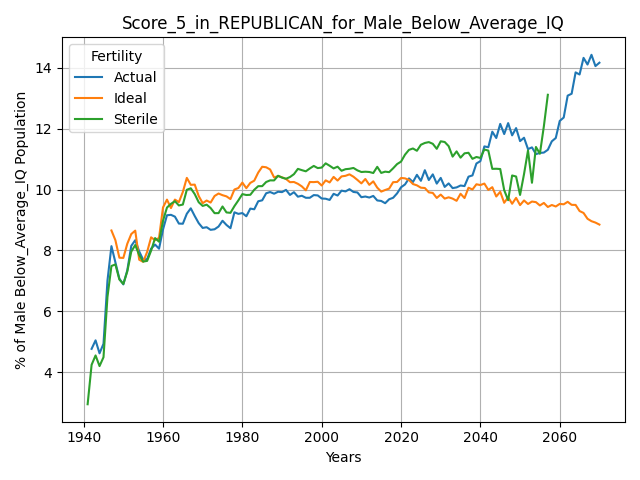 Score_5_in_REPUBLICAN_for_Male_Below_Average_IQ
Fertility
Actual
Ideal
Sterile
% of Male Below_Average_IQ Population
14
12
10
8
6
4
1940 1960 1980 2000 2020 2040 2060
Years